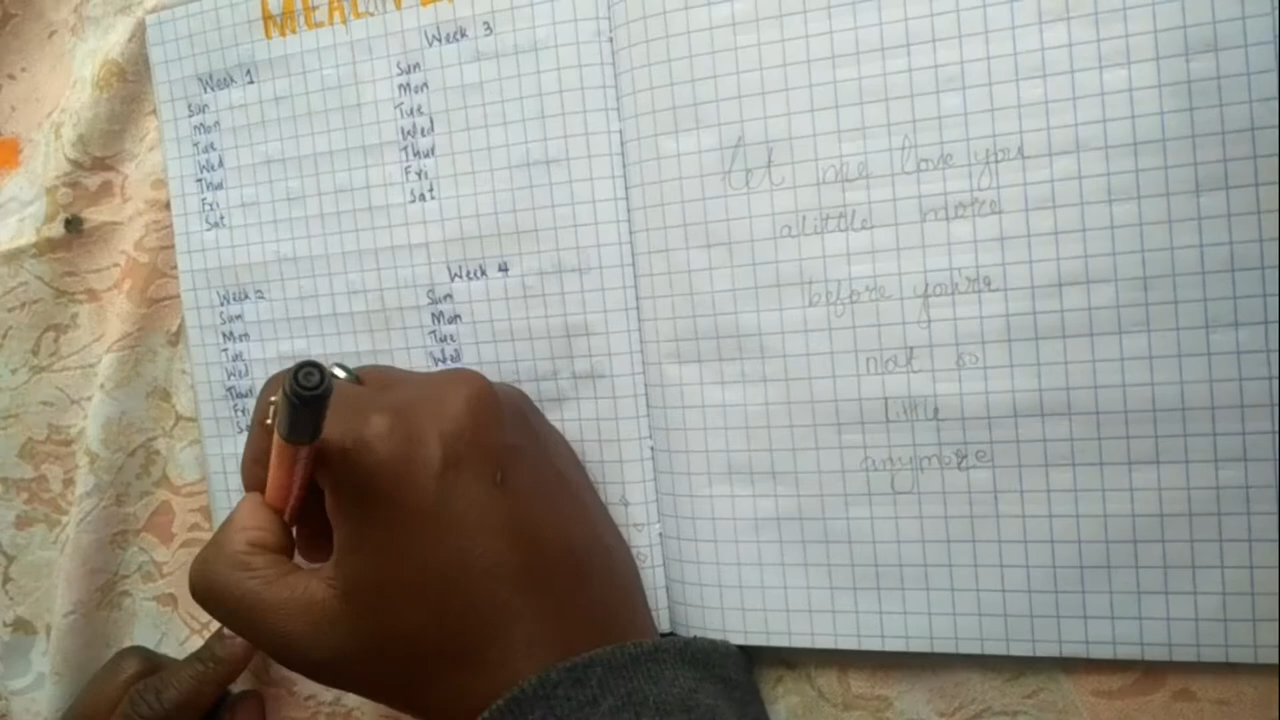 MEAL
Week 1
Sun
Mon
Tue
Wed
Thur
Fri
Sat
Week 2
Sun
Mon
Tue
Wed
Thur
Fri
Week 3
Sun
Mon
Tue
Wed
Thur
Fri
Sat
Week 4
Sun
Mon
Tue
Wed
let me love you
alittle more
before you're
not so
little
anymore